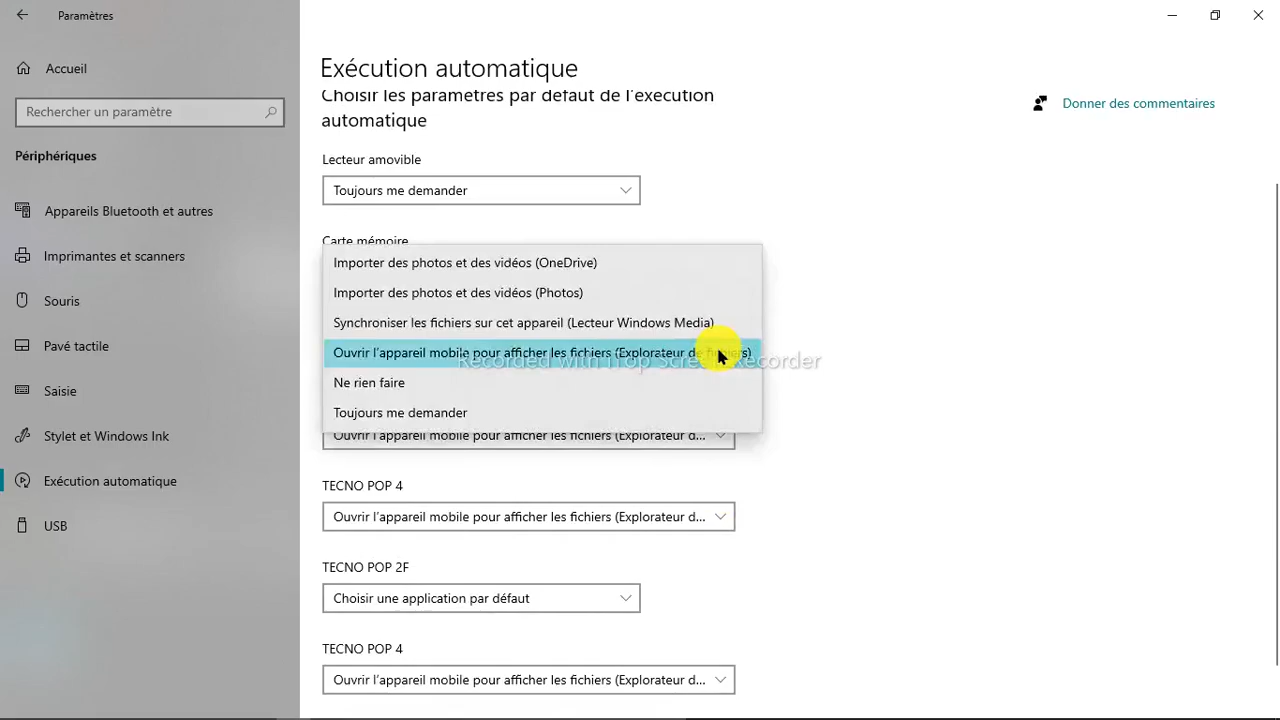 Paramètres
Accueil
Rechercher un paramètre
Périphériques
Appareils Bluetooth et autres
Imprimantes et scanners
Souris
Pavé tactile
Saisie
Stylet et Windows Ink
Exécution automatique
USB
Exécution automatique
Choisir les paramètres par défaut de l'exécution
automatique
Donner des commentaires
Lecteur amovible
Toujours me demander
Carte mémoire
Importer des photos et des vidéos (OneDrive)
Importer des photos et des vidéos (Photos)
Synchroniser les fichiers sur cet appareil (Lecteur Windows Media)
Ouvrir l'appareil mobile pour afficher les fichiers (Explorateur de fichiers)
Recorded with iTop Screen Recorder
Ne rien faire
Toujours me demander
Ouvrir l'appareil mobile pour afficher les fichiers (Explorateur d...
TECNO POP 4
Ouvrir l'appareil mobile pour afficher les fichiers (Explorateur d...
TECNO POP 2F
Choisir une application par défaut
TECNO POP 4
Ouvrir l'appareil mobile pour afficher les fichiers (Explorateur d...